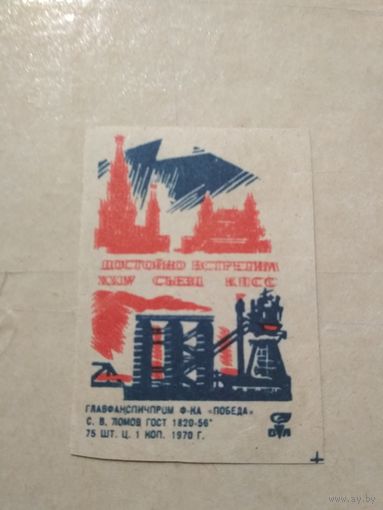 ДОСТОЙНО ВСТРЕТИМ
XXIV СЪЕЗД КПСС
ГЛАВФАНСПИЧПРОМ Ф-КА «ПОБЕДА»
С. В. ЛОМОВ ГОСТ 1820-56*
75 ШТ. Ц. 1 КОП. 1970 Г.
www.ay.by